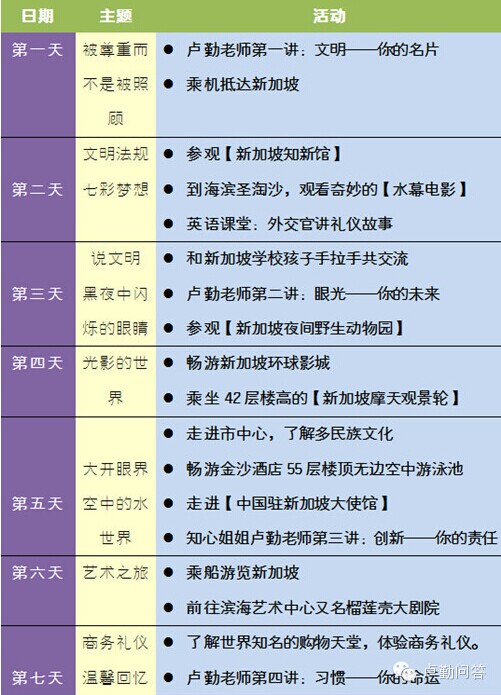 日期 主题 活动
第一天
被尊重而
不是被照
顾
● 卢勤老师第一讲：文明——你的名片
● 乘机抵达新加坡
第二天
文明法规
七彩梦想
● 参观【新加坡知新馆】
● 到海滨圣淘沙，观看奇妙的【水幕电影】
● 英语课堂：外交官讲礼仪故事
第三天
说文明
黑夜中闪
烁的眼睛
● 和新加坡学校孩子手拉手共交流
● 卢勤老师第二讲：眼光——你的未来
● 参观【新加坡夜间野生动物园】
第四天
光影的世
界
● 畅游新加坡环球影城
● 乘坐 42 层楼高的【新加坡摩天观景轮】
第五天
大开眼界
空中的水
世界
● 走进市中心，了解多民族文化
● 畅游金沙酒店 55 层楼顶无边空中游泳池
● 走进【中国驻新加坡大使馆】
● 知心姐姐卢勤老师第三讲：创新——你的责任
第六天
艺术之旅
● 乘船游览新加坡
● 前往滨海艺术中心又名榴莲壳大剧院
第七天
商务礼仪
温馨回忆
● 了解世界知名的购物天堂，体验商务礼仪。
● 卢勤老师第四讲：习惯——你的命运
卢勤问答